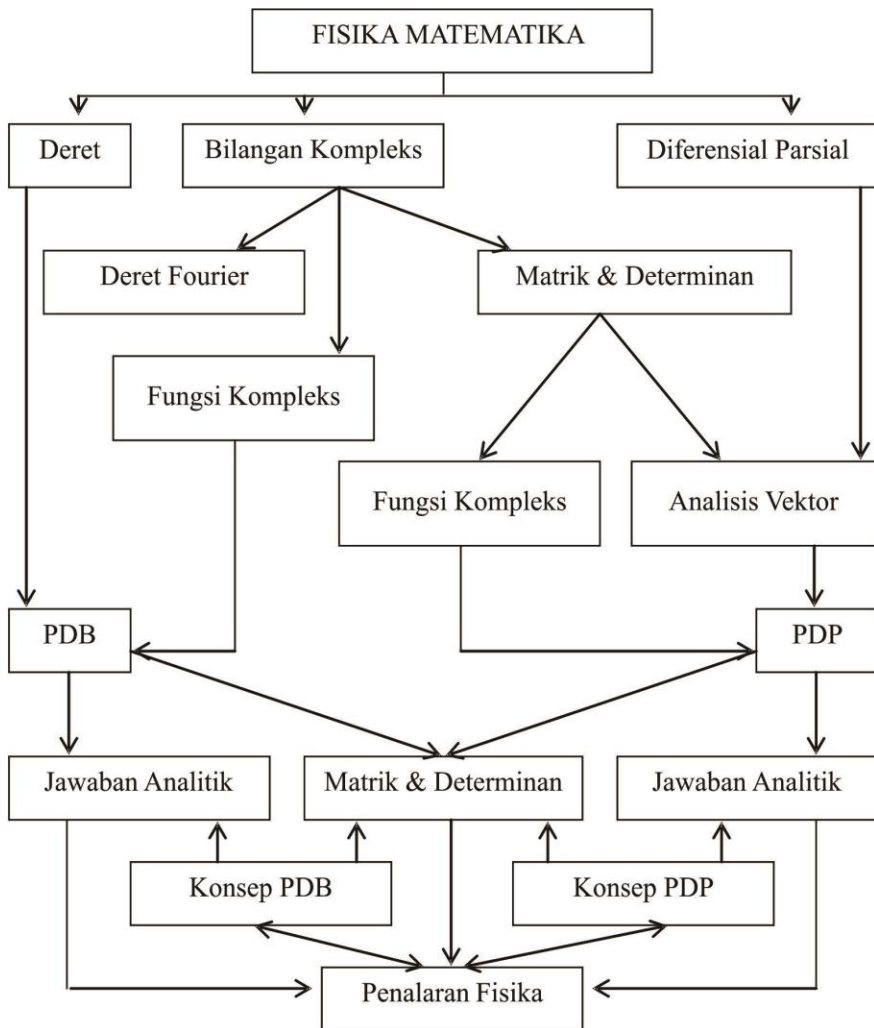 FISIKA MATEMATIKA
Deret
Bilangan Kompleks
Diferensial Parsial
Deret Fourier
Matrik & Determinan
Fungsi Kompleks
Fungsi Kompleks
Analisis Vektor
PDB
PDP
Jawaban Analitik
Matrik & Determinan
Jawaban Analitik
Konsep PDB
Konsep PDP
Penalaran Fisika